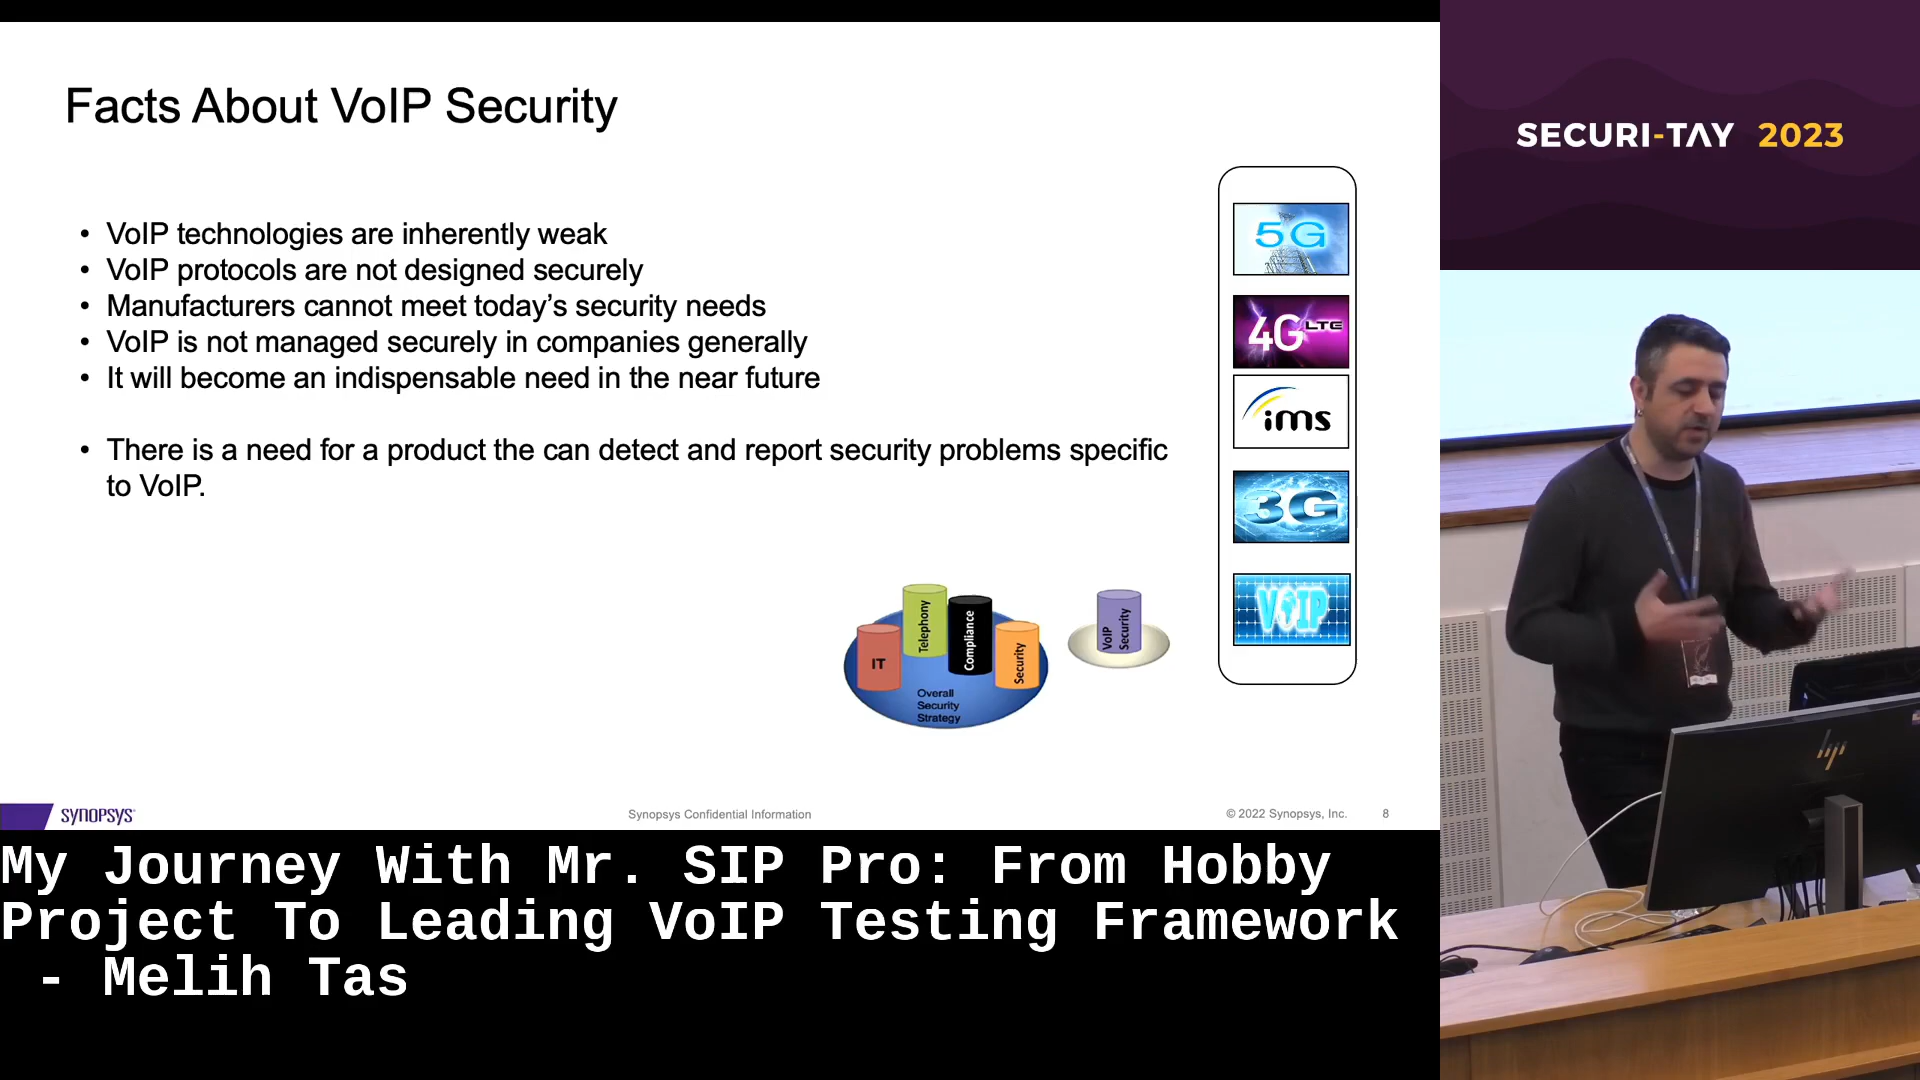 Facts About VoIP Security
SECURI-TAY 2023
• VoIP technologies are inherently weak
• VoIP protocols are not designed securely
• Manufacturers cannot meet today's security needs
• VoIP is not managed securely in companies generally
• It will become an indispensable need in the near future
• There is a need for a product the can detect and report security problems specific
to VoIP.
5G
4G LTE
ims
3G
VoIP
IT
Telephony
Compliance
Security
Overall
Security
Strategy
VoIP
Security
SYNOPSYS
Synopsys Confidential Information
© 2022 Synopsys, Inc.
8
hp
My Journey With Mr. SIP Pro: From Hobby
Project To Leading VoIP Testing Framework
- Melih Tas